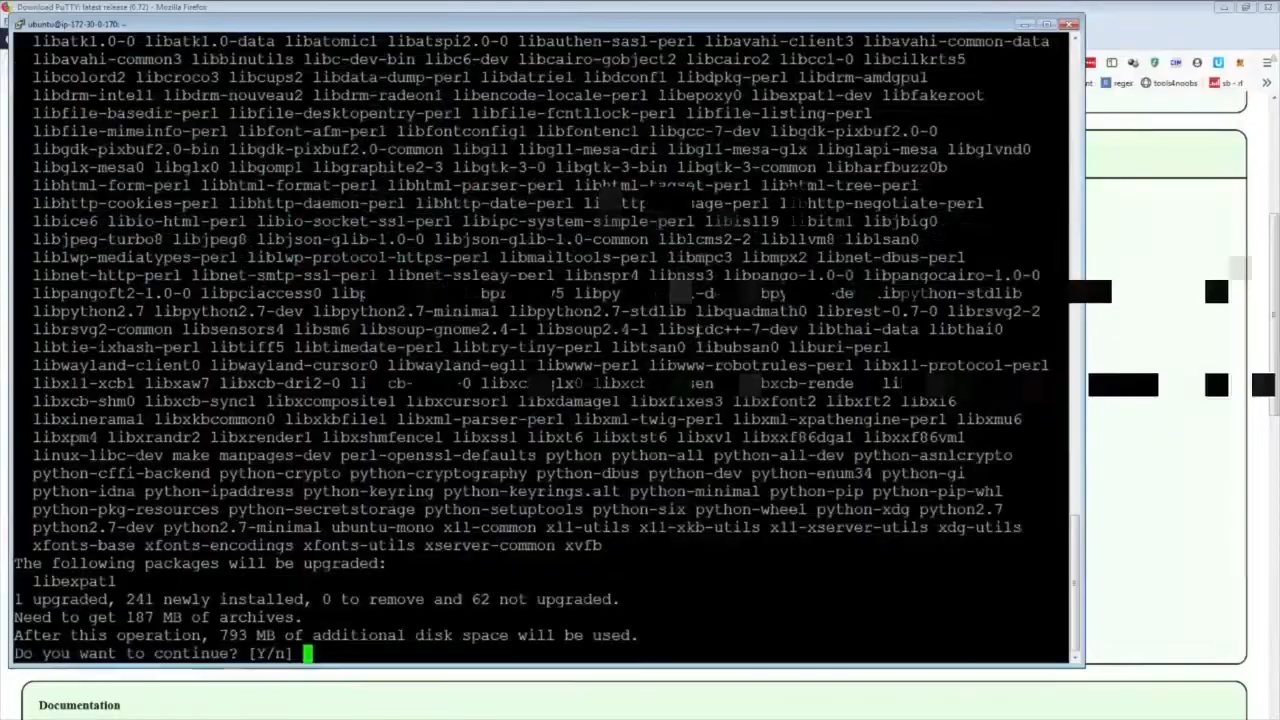 Download PuTTY: latest release (0.72) - Mozilla Firefox
ubuntu@ip-172-30-0-170: ~
libatk1.0-0 libatk1.0-data libatomic1 libatspi2.0-0 libauthen-sasl-perl libavahi-client3 libavahi-common-data
libavahi-common3 libbinutils libc-dev-bin libc6-dev libcairo-gobject2 libcairo2 libcc1-0 libcilkrts5
libcolord2 libcroco3 libcups2 libdata-dump-perl libdatrie1 libdconf1 libdpkg-perl libdrm-amdgpu1
libdrm-intel1 libdrm-nouveau2 libdrm-radeon1 libencode-locale-perl libepoxy0 libexpat1-dev libfakeroot
libfile-basedir-perl libfile-desktopentry-perl libfile-fcntllock-perl libfile-listing-perl
libfile-mimeinfo-perl libfont-afm-perl libfontconfig1 libfontenc1 libgcc-7-dev libgdk-pixbuf2.0-0
libgdk-pixbuf2.0-bin libgdk-pixbuf2.0-common libgl1 libgl1-mesa-dri libgl1-mesa-glx libglapi-mesa libglvnd0
libglx-mesa0 libglx0 libgomp1 libgraphite2-3 libgtk-3-0 libgtk-3-bin libgtk-3-common libharfbuzz0b
libhtml-form-perl libhtml-format-perl libhtml-parser-perl libhtml-tagset-perl libhtml-tree-perl
libhttp-cookies-perl libhttp-daemon-perl libhttp-date-perl libhttp-negotiate-perl
libice6 libio-html-perl libio-socket-ssl-perl libipc-system-simple-perl libisl19 libitm1 libjbig0
libjpeg-turbo8 libjpeg8 libjson-glib-1.0-0 libjson-glib-1.0-common liblcms2-2 libllvm8 liblsan0
liblwp-mediatypes-perl liblwp-protocol-https-perl libmailtools-perl libmpc3 libmpx2 libnet-dbus-perl
libnet-http-perl libnet-smtp-ssl-perl libnet-ssleay-perl libnspr4 libnss3 libpango-1.0-0 libpangocairo-1.0-0
libpangoft2-1.0-0 libpciaccess0 libpython-stdlib
libpython2.7 libpython2.7-dev libpython2.7-minimal libpython2.7-stdlib libquadmath0 librest-0.7-0 librsvg2-2
librsvg2-common libsensors4 libsm6 libsoup-gnome2.4-1 libsoup2.4-1 libstdc++-7-dev libthai-data libthai0
libtie-ixhash-perl libtiff5 libtimedate-perl libtry-tiny-perl libtsan0 libubsan0 liburi-perl
libwayland-client0 libwayland-cursor0 libwayland-egl1 libwww-perl libwww-robotrules-perl libx11-protocol-perl
libx11-xcb1 libxaw7 libxcb-dri2-0
libxcb-shm0 libxcb-sync1 libxcomposite1 libxcursor1 libxdamage1 libxfixes3 libxfont2 libxft2 libxi6
libxinerama1 libxkbcommon0 libxkbfile1 libxml-parser-perl libxml-twig-perl libxml-xpathengine-perl libxmu6
libxpm4 libxrandr2 libxrender1 libxshmfence1 libxss1 libxt6 libxtst6 libxv1 libxxf86dga1 libxxf86vm1
linux-libc-dev make manpages-dev perl-openssl-defaults python python-all python-all-dev python-asn1crypto
python-cffi-backend python-crypto python-cryptography python-dbus python-dev python-enum34 python-gi
python-idna python-ipaddress python-keyring python-keyrings.alt python-minimal python-pip python-pip-whl
python-pkg-resources python-secretstorage python-setuptools python-six python-wheel python-xdg python2.7
python2.7-dev python2.7-minimal ubuntu-mono x11-common x11-utils x11-xkb-utils x11-xserver-utils xdg-utils
xfonts-base xfonts-encodings xfonts-utils xserver-common xvfb
The following packages will be upgraded:
libexpat1
1 upgraded, 241 newly installed, 0 to remove and 62 not upgraded.
Need to get 187 MB of archives.
After this operation, 793 MB of additional disk space will be used.
Do you want to continue? [Y/n]
regex tools4noobs sb - rl
Documentation